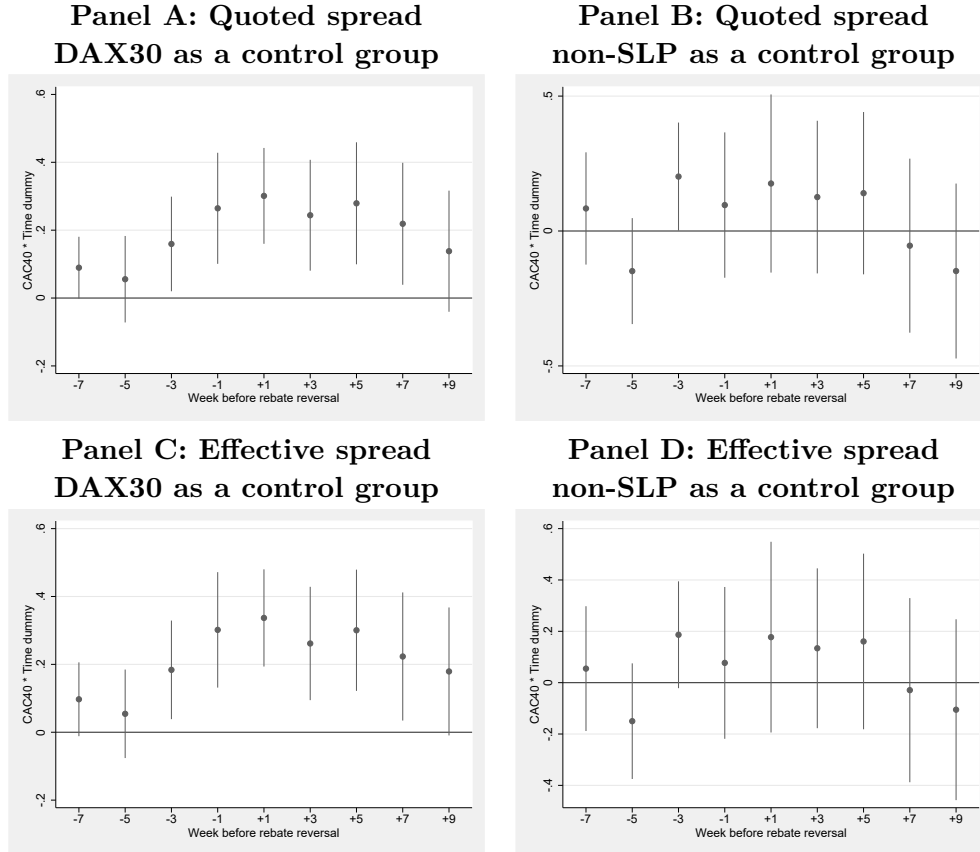 Panel A: Quoted spread
DAX30 as a control group
CAC40 * Time dummy
.6
.4
.2
0
-.2
-7 -5 -3 -1 +1 +3 +5 +7 +9
Week before rebate reversal
Panel B: Quoted spread
non-SLP as a control group
CAC40 * Time dummy
.5
0
-.5
-7 -5 -3 -1 +1 +3 +5 +7 +9
Week before rebate reversal
Panel C: Effective spread
DAX30 as a control group
CAC40 * Time dummy
.6
.4
.2
0
-.2
-7 -5 -3 -1 +1 +3 +5 +7 +9
Week before rebate reversal
Panel D: Effective spread
non-SLP as a control group
CAC40 * Time dummy
.6
.4
.2
0
-.2
-.4
-7 -5 -3 -1 +1 +3 +5 +7 +9
Week before rebate reversal